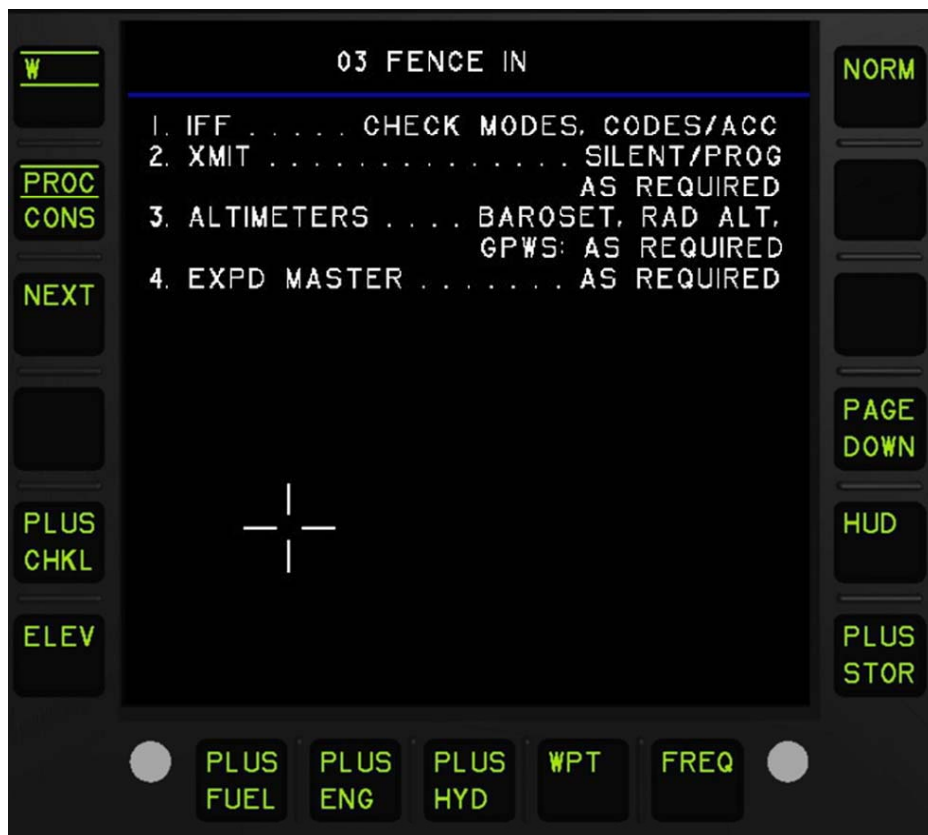 W
03 FENCE IN
NORM
1. IFF ..... CHECK MODES, CODES/ACC
2. XMIT ............... SILENT/PROG
AS REQUIRED
PROC
CONS
3. ALTIMETERS .... BAROSET, RAD ALT,
GPWS: AS REQUIRED
4. EXPD MASTER ....... AS REQUIRED
NEXT
PAGE
DOWN
PLUS
CHKL
HUD
ELEV
PLUS
STOR
PLUS
FUEL
PLUS
ENG
PLUS
HYD
WPT
FREQ